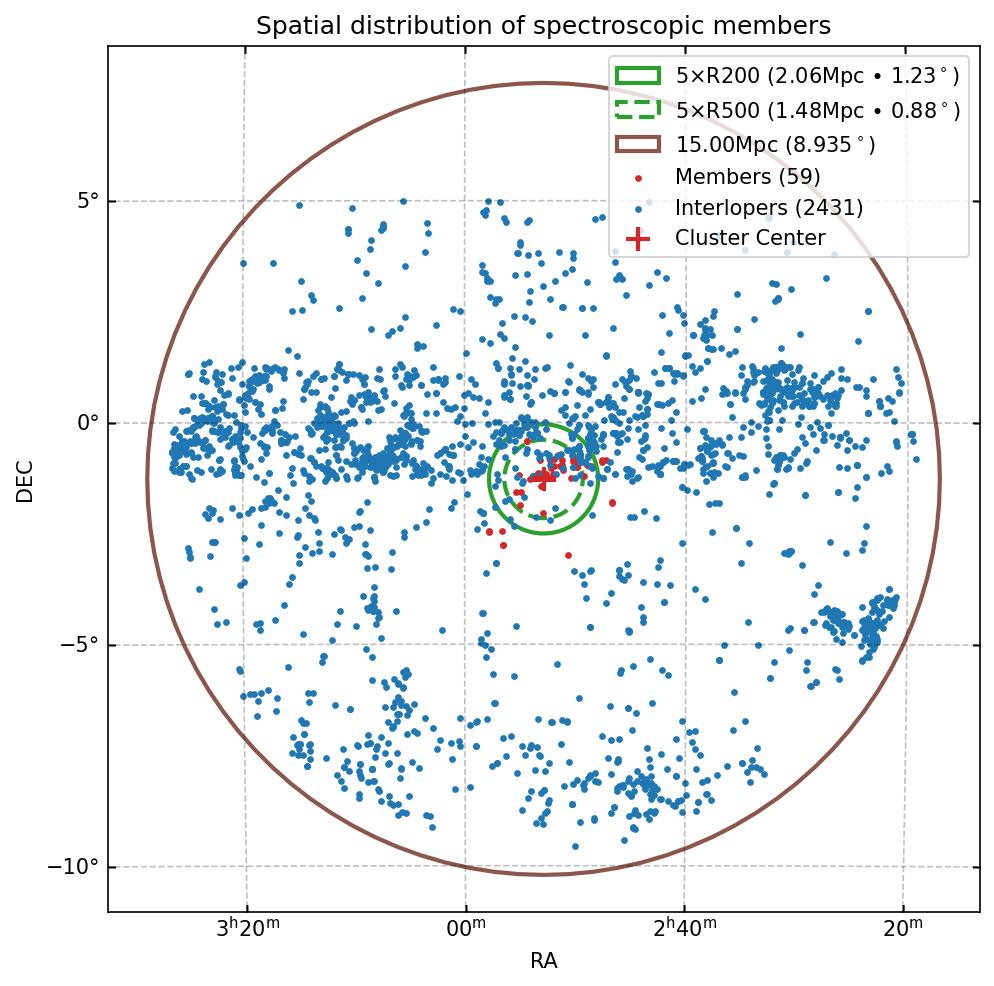 Spatial distribution of spectroscopic members
5×R200 (2.06Mpc • 1.23°)
5×R500 (1.48Mpc • 0.88°)
15.00Mpc (8.935°)
Members (59)
Interlopers (2431)
Cluster Center
5°
0°
−5°
−10°
DEC
3ʰ20ᵐ
00ᵐ
2ʰ40ᵐ
20ᵐ
RA